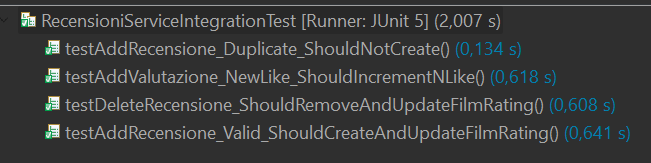 RecensioniServiceIntegrationTest [Runner: JUnit 5] (2,007 s)
testAddRecensione_Duplicate_ShouldNotCreate() (0,134 s)
testAddValutazione_NewLike_ShouldIncrementNLike() (0,618 s)
testDeleteRecensione_ShouldRemoveAndUpdateFilmRating() (0,608 s)
testAddRecensione_Valid_ShouldCreateAndUpdateFilmRating() (0,641 s)